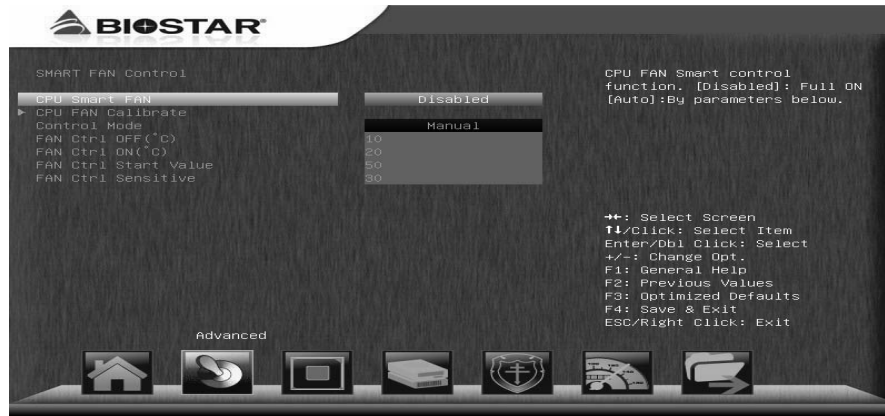 BIOSTAR
SMART FAN Control
CPU Smart FAN Disabled
CPU FAN Calibrate
Control Mode Manual
FAN Ctrl OFF(°C) 10
FAN Ctrl ON(°C) 20
FAN Ctrl Start Value 50
FAN Ctrl Sensitive 30
CPU FAN Smart control
function. [Disabled]: Full ON
[Auto]:By parameters below.
→←: Select Screen
↑↓/Click: Select Item
Enter/Dbl Click: Select
+/-: Change Opt.
F1: General Help
F2: Previous Values
F3: Optimized Defaults
F4: Save & Exit
ESC/Right Click: Exit
Advanced